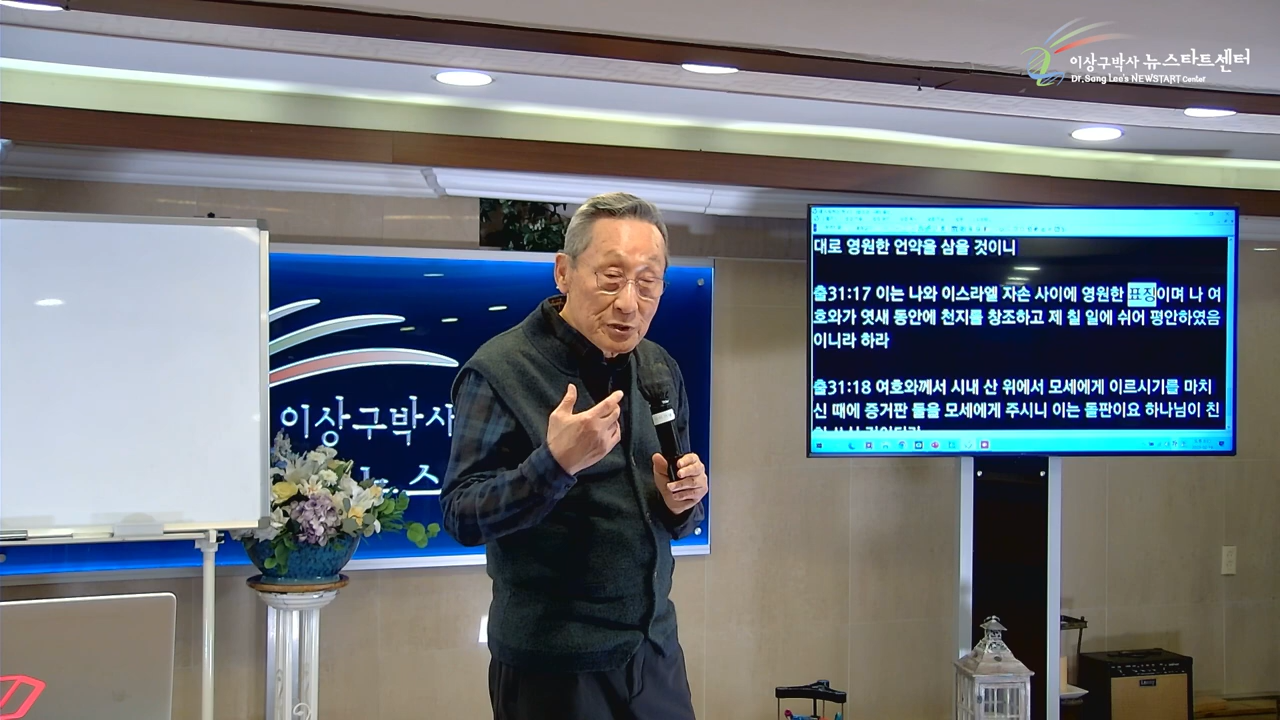 이상구박사 뉴스타트센터
Dr. Sang Lee's NEWSTART Center
대로 영원한 언약을 삼을 것이니
출31:17 이는 나와 이스라엘 자손 사이에 영원한 표징이며 나 여
호와가 엿새 동안에 천지를 창조하고 제 칠 일에 쉬어 평안하였음
이니라 하라
출31:18 여호와께서 시내 산 위에서 모세에게 이르시기를 마치
신 때에 증거판 둘을 모세에게 주시니 이는 돌판이요 하나님이 친
이상구박사
뉴스